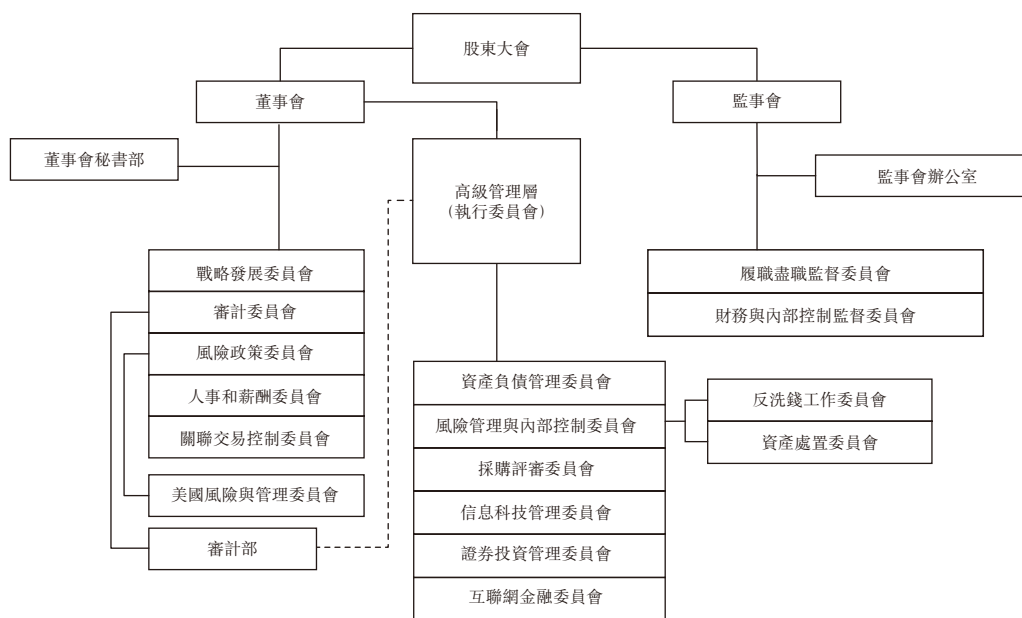 股東大會
董事會
監事會
董事會秘書部
監事會辦公室
高級管理層
(執行委員會)
戰略發展委員會
審計委員會
風險政策委員會
人事和薪酬委員會
關聯交易控制委員會
美國風險與管理委員會
審計部
履職盡職監督委員會
財務與內部控制監督委員會
資產負債管理委員會
風險管理與內部控制委員會
採購評審委員會
信息科技管理委員會
證券投資管理委員會
互聯網金融委員會
反洗錢工作委員會
資產處置委員會